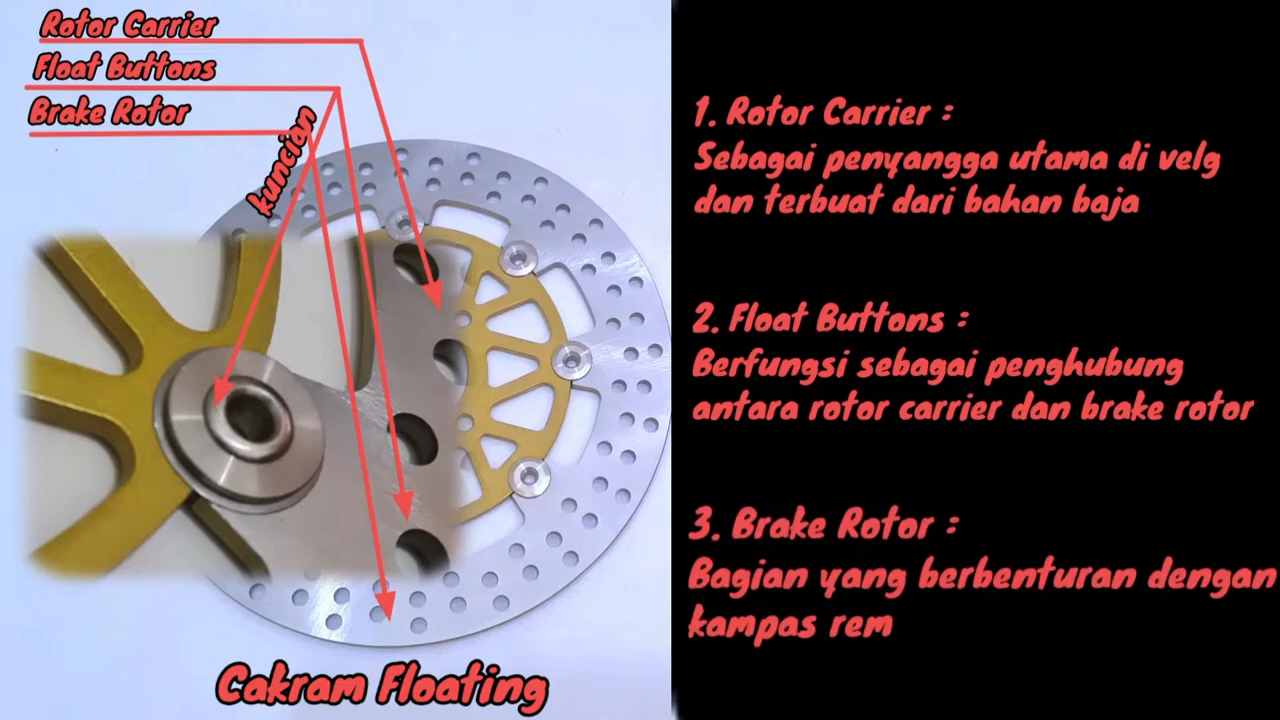 Rotor Carrier
Float Buttons
Brake Rotor
kuncian
Cakram Floating
1. Rotor Carrier :
Sebagai penyangga utama di velg
dan terbuat dari bahan baja
2. Float Buttons :
Berfungsi sebagai penghubung
antara rotor carrier dan brake rotor
3. Brake Rotor :
Bagian yang berbenturan dengan
kampas rem